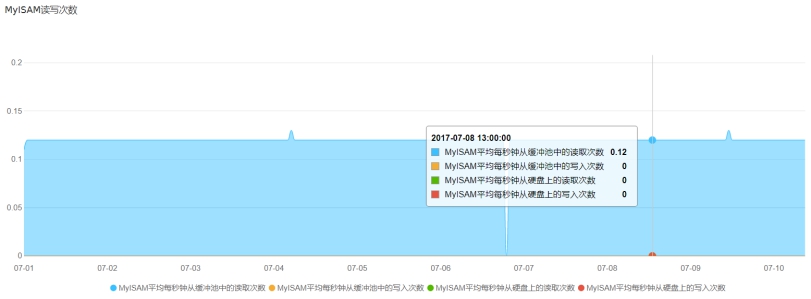 MyISAM读写次数
0.2
0.15
0.1
0.05
0
2017-07-08 13:00:00
MyISAM平均每秒钟从缓冲池中的读取次数 0.12
MyISAM平均每秒钟从缓冲池中的写入次数 0
MyISAM平均每秒钟从硬盘上的读取次数 0
MyISAM平均每秒钟从硬盘上的写入次数 0
07-01 07-02 07-03 07-04 07-05 07-06 07-07 07-08 07-09 07-10
MyISAM平均每秒钟从缓冲池中的读取次数 MyISAM平均每秒钟从缓冲池中的写入次数 MyISAM平均每秒钟从硬盘上的读取次数 MyISAM平均每秒钟从硬盘上的写入次数